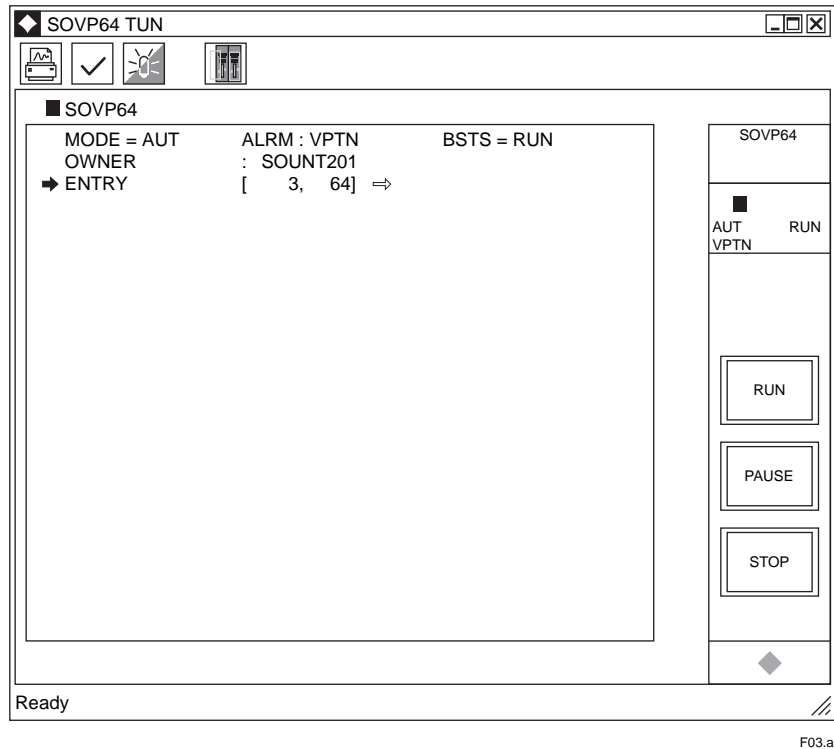 SOVP64 TUN
SOVP64
MODE = AUT ALRM : VPTN BSTS = RUN
OWNER : SOUNT201
ENTRY [ 3, 64] ⇨
SOVP64
AUT RUN
VPTN
RUN
PAUSE
STOP
Ready
F03.a